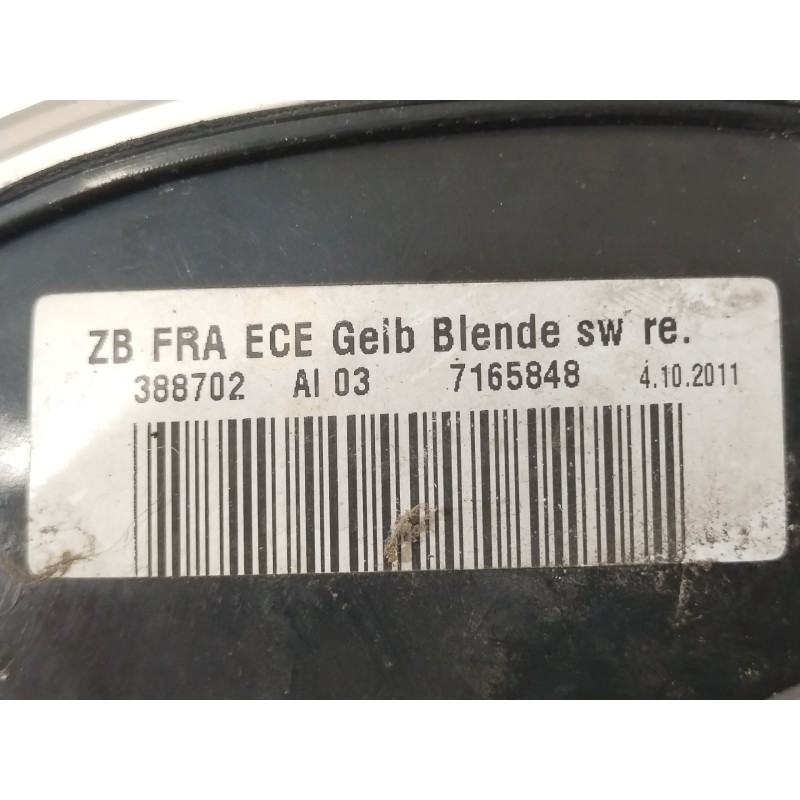 ZB FRA ECE Gelb Blende sw re.
388702 AI 03 7165848 4.10.2011